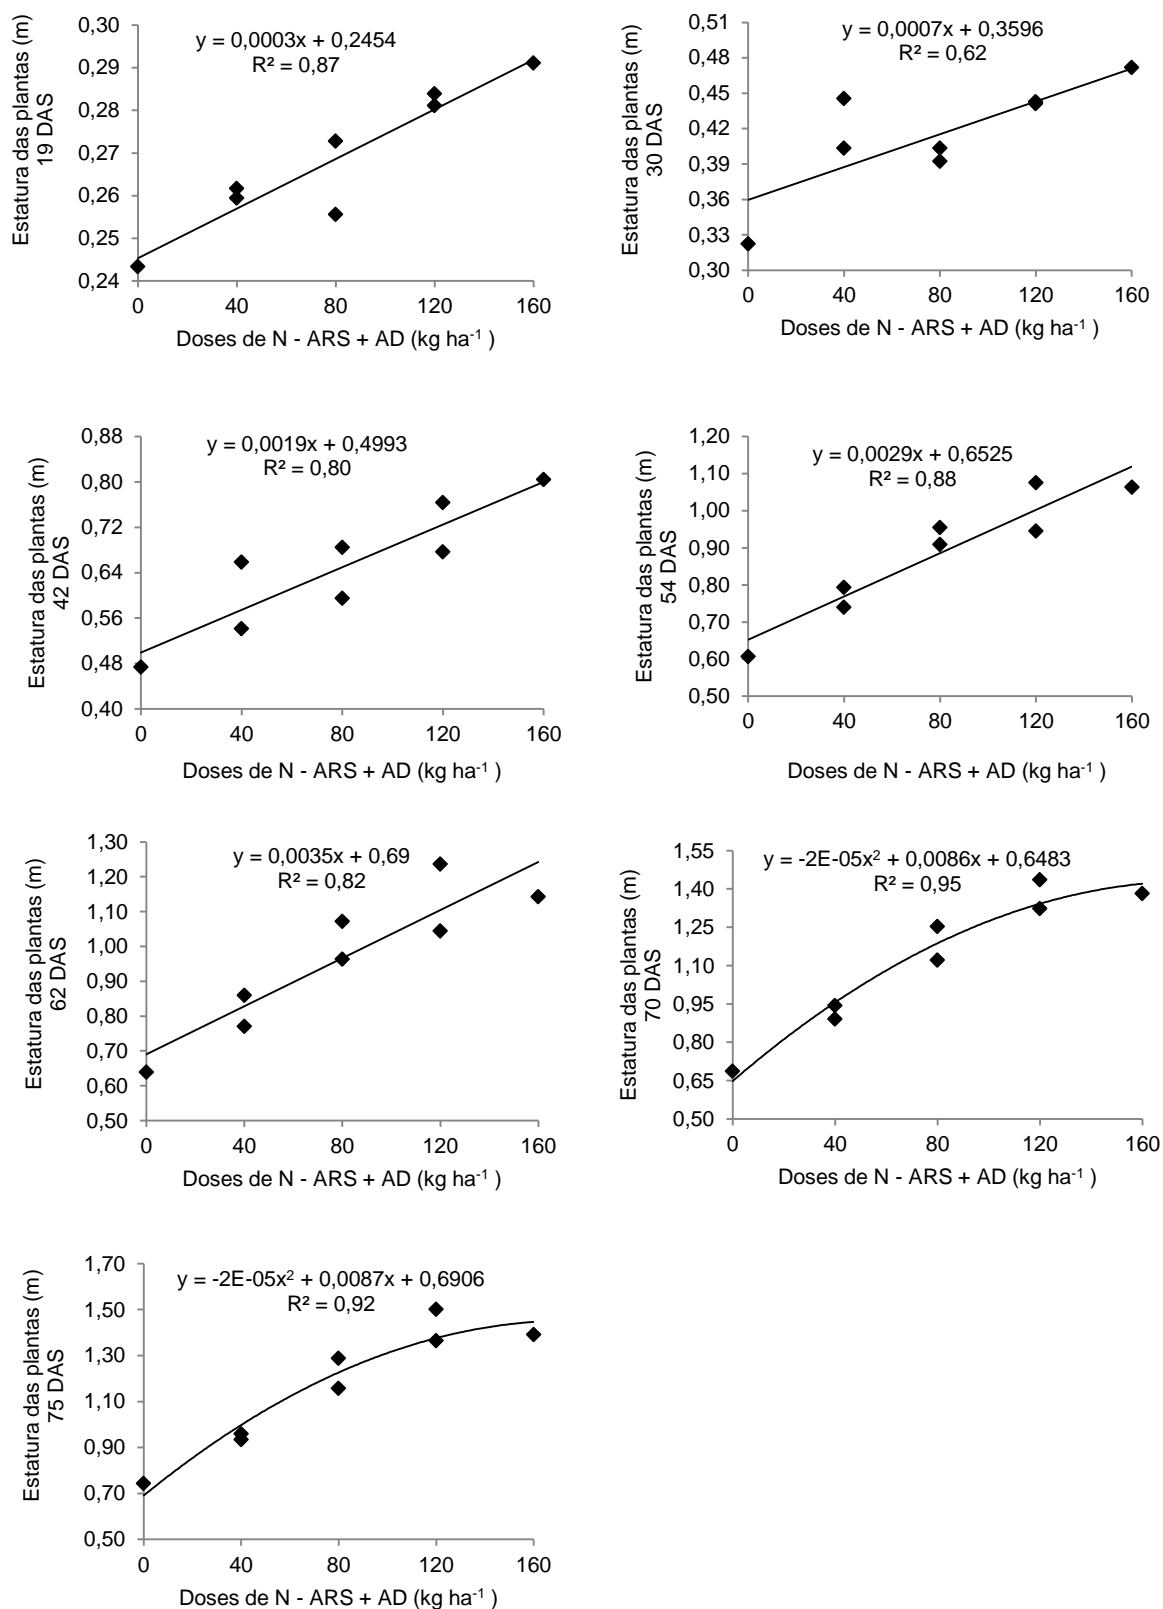 Estatura das plantas (m)
19 DAS
y = 0,0003x + 0,2454
R² = 0,87
0,30
0,29
0,28
0,27
0,26
0,25
0,24
0
40
80
120
160
Doses de N - ARS + AD (kg ha⁻¹ )
Estatura das plantas (m)
30 DAS
y = 0,0007x + 0,3596
R² = 0,62
0,51
0,48
0,45
0,42
0,39
0,36
0,33
0,30
0
40
80
120
160
Doses de N - ARS + AD (kg ha⁻¹ )
Estatura das plantas (m)
42 DAS
y = 0,0019x + 0,4993
R² = 0,80
0,88
0,80
0,72
0,64
0,56
0,48
0,40
0
40
80
120
160
Doses de N - ARS + AD (kg ha⁻¹ )
Estatura das plantas (m)
54 DAS
y = 0,0029x + 0,6525
R² = 0,88
1,20
1,10
1,00
0,90
0,80
0,70
0,60
0,50
0
40
80
120
160
Doses de N - ARS + AD (kg ha⁻¹ )
Estatura das plantas (m)
62 DAS
y = 0,0035x + 0,69
R² = 0,82
1,30
1,20
1,10
1,00
0,90
0,80
0,70
0,60
0,50
0
40
80
120
160
Doses de N - ARS + AD (kg ha⁻¹ )
Estatura das plantas (m)
70 DAS
y = -2E-05x² + 0,0086x + 0,6483
R² = 0,95
1,55
1,40
1,25
1,10
0,95
0,80
0,65
0,50
0
40
80
120
160
Doses de N - ARS + AD (kg ha⁻¹ )
Estatura das plantas (m)
75 DAS
y = -2E-05x² + 0,0087x + 0,6906
R² = 0,92
1,70
1,50
1,30
1,10
0,90
0,70
0,50
0
40
80
120
160
Doses de N - ARS + AD (kg ha⁻¹ )